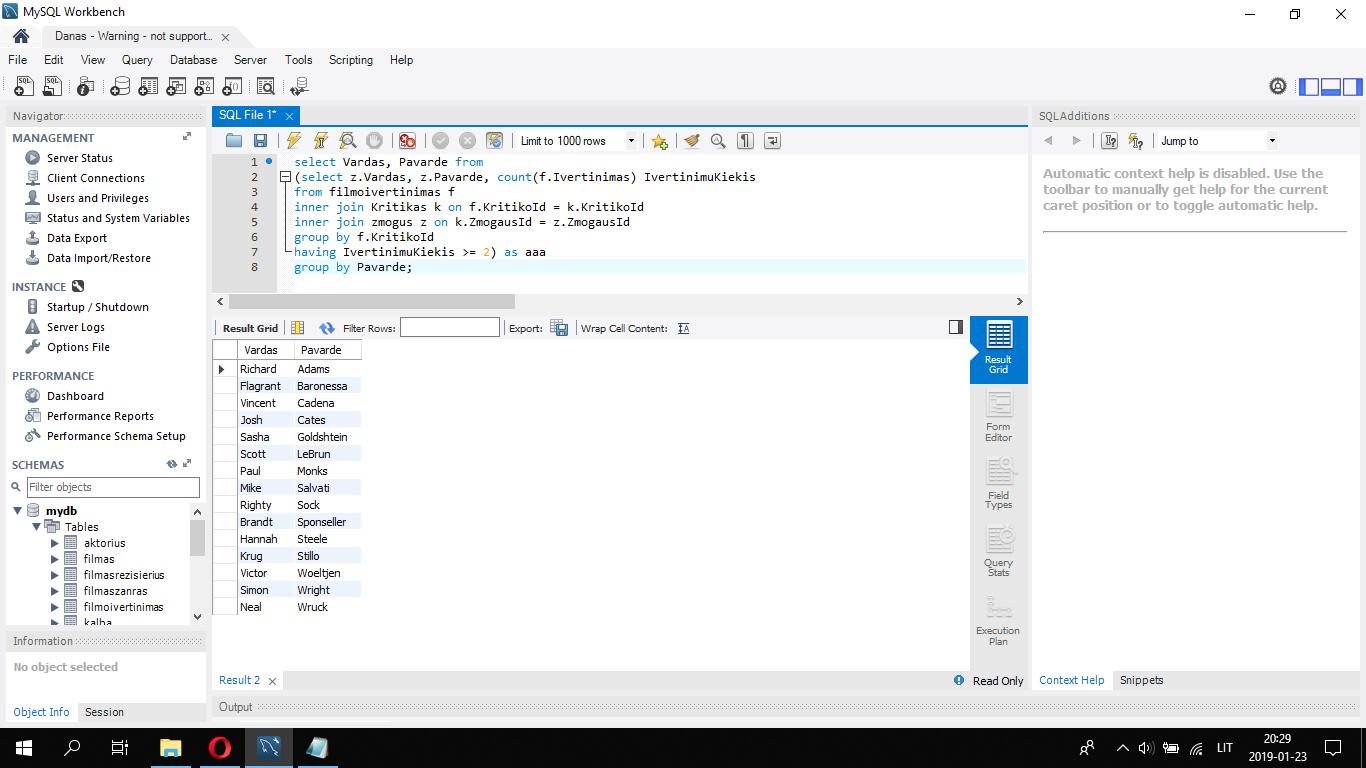 MySQL Workbench
Danas - Warning - not support...
File Edit View Query Database Server Tools Scripting Help
Navigator
MANAGEMENT
Server Status
Client Connections
Users and Privileges
Status and System Variables
Data Export
Data Import/Restore
INSTANCE
Startup / Shutdown
Server Logs
Options File
PERFORMANCE
Dashboard
Performance Reports
Performance Schema Setup
SCHEMAS
Filter objects
mydb
Tables
aktorius
filmas
filmasrezisierius
filmaszanras
filmoivertinimas
kalba
Information
No object selected
Object Info Session
SQL File 1*
Limit to 1000 rows
1 select Vardas, Pavarde from
2 (select z.Vardas, z.Pavarde, count(f.Ivertinimas) IvertinimuKiekis
3 from filmoivertinimas f
4 inner join Kritikas k on f.KritikoId = k.KritikoId
5 inner join zmogus z on k.ZmogausId = z.ZmogausId
6 group by f.KritikoId
7 having IvertinimuKiekis >= 2) as aaa
8 group by Pavarde;
Result Grid Filter Rows: Export: Wrap Cell Content:
Vardas Pavarde
Richard Adams
Flagrant Baronessa
Vincent Cadena
Josh Cates
Sasha Goldshtein
Scott LeBrun
Paul Monks
Mike Salvati
Righty Sock
Brandt Sponseller
Hannah Steele
Krug Stillo
Victor Woeltjen
Simon Wright
Neal Wruck
Result
Grid
Form
Editor
Field
Types
Query
Stats
Execution
Plan
Result 2
Read Only
Output
SQLAdditions
Jump to
Automatic context help is disabled. Use the
toolbar to manually get help for the current
caret position or to toggle automatic help.
Context Help Snippets
LIT
20:29
2019-01-23